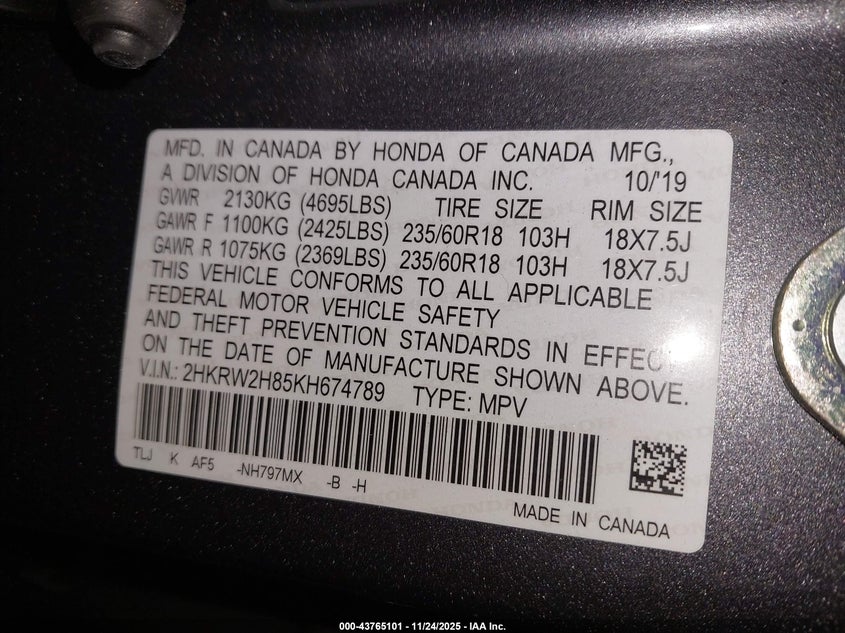 MFD. IN CANADA BY HONDA OF CANADA MFG.,
A DIVISION OF HONDA CANADA INC. 10/'19
GVWR 2130KG (4695LBS) TIRE SIZE RIM SIZE
GAWR F 1100KG (2425LBS) 235/60R18 103H 18X7.5J
GAWR R 1075KG (2369LBS) 235/60R18 103H 18X7.5J
THIS VEHICLE CONFORMS TO ALL APPLICABLE
FEDERAL MOTOR VEHICLE SAFETY
AND THEFT PREVENTION STANDARDS IN EFFECT
ON THE DATE OF MANUFACTURE SHOWN ABOVE.
V.I.N.: 2HKRW2H85KH674789 TYPE: MPV
TLJ K AF5 -NH797MX -B -H
MADE IN CANADA
000-43765101 - 11/24/2025 - IAA Inc.